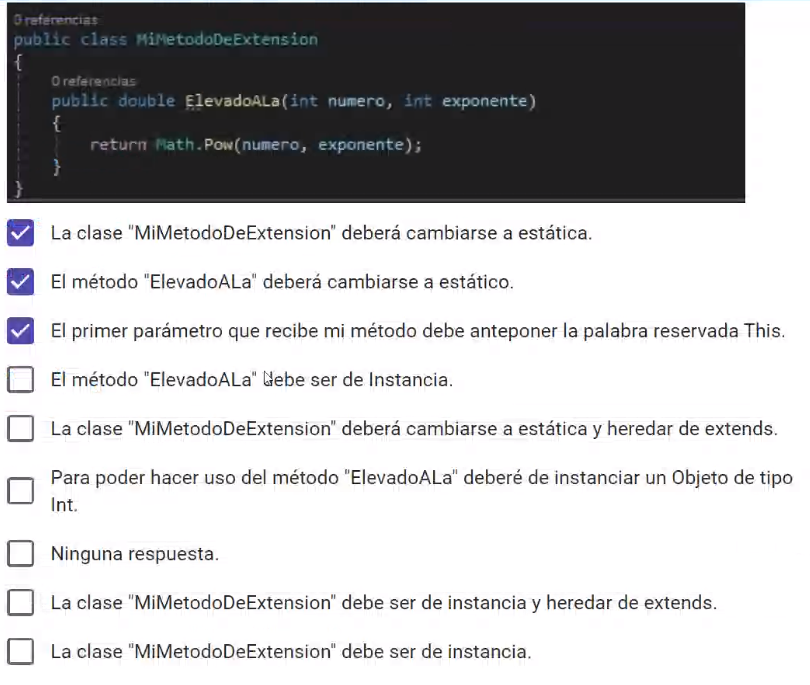 0 referencias
public class MiMetodoDeExtension
{
0 referencias
public double ElevadoALa(int numero, int exponente)
{
return Math.Pow(numero, exponente);
}
}
La clase "MiMetodoDeExtension" deberá cambiarse a estática.
El método "ElevadoALa" deberá cambiarse a estático.
El primer parámetro que recibe mi método debe anteponer la palabra reservada This.
El método "ElevadoALa" debe ser de Instancia.
La clase "MiMetodoDeExtension" deberá cambiarse a estática y heredar de extends.
Para poder hacer uso del método "ElevadoALa" deberé de instanciar un Objeto de tipo
Int.
Ninguna respuesta.
La clase "MiMetodoDeExtension" debe ser de instancia y heredar de extends.
La clase "MiMetodoDeExtension" debe ser de instancia.